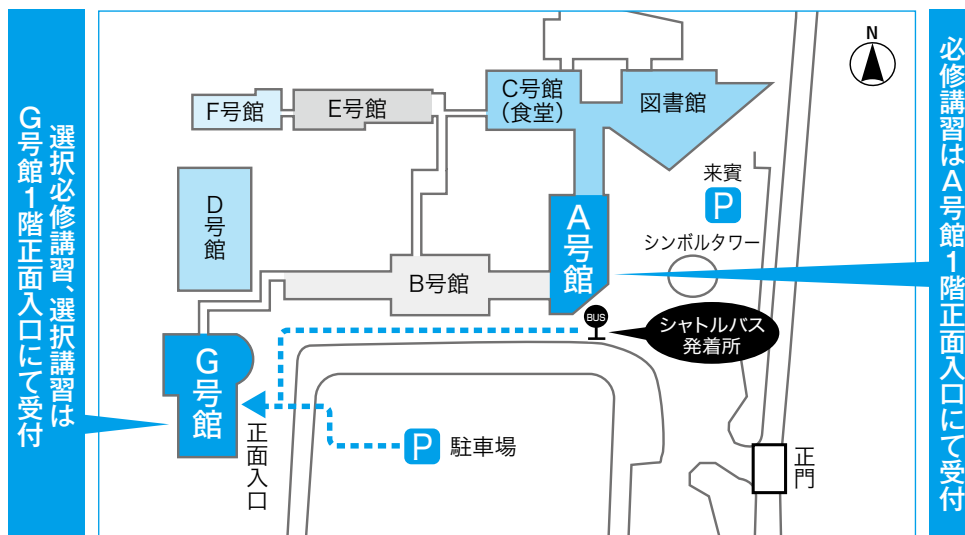 選択必修講習、選択講習は
G号館1階正面入口にて受付
N
C号館
(食堂)
図書館
F号館
E号館
来賓
P
D号館
A号館
シンボルタワー
B号館
BUS
シャトルバス
発着所
G号館
正面入口
P 駐車場
正門
必修講習はA号館1階正面入口にて受付